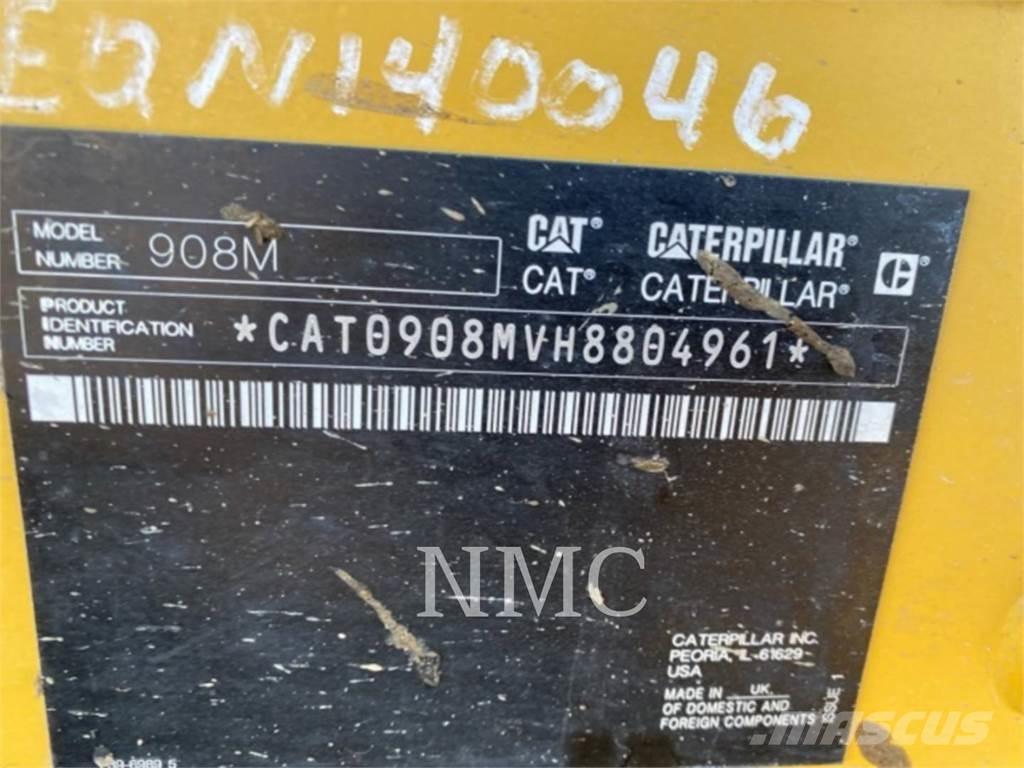 EQN140046
MODEL
NUMBER 908M
CAT® CATERPILLAR®
CAT® CATERPILLAR®
PRODUCT
IDENTIFICATION
NUMBER
*CAT0908MVH8804961*
NMC
CATERPILLAR INC.
PEORIA, IL 61629
USA
MADE IN UK
OF DOMESTIC AND
FOREIGN COMPONENTS
ISSUE 1
MASCUS